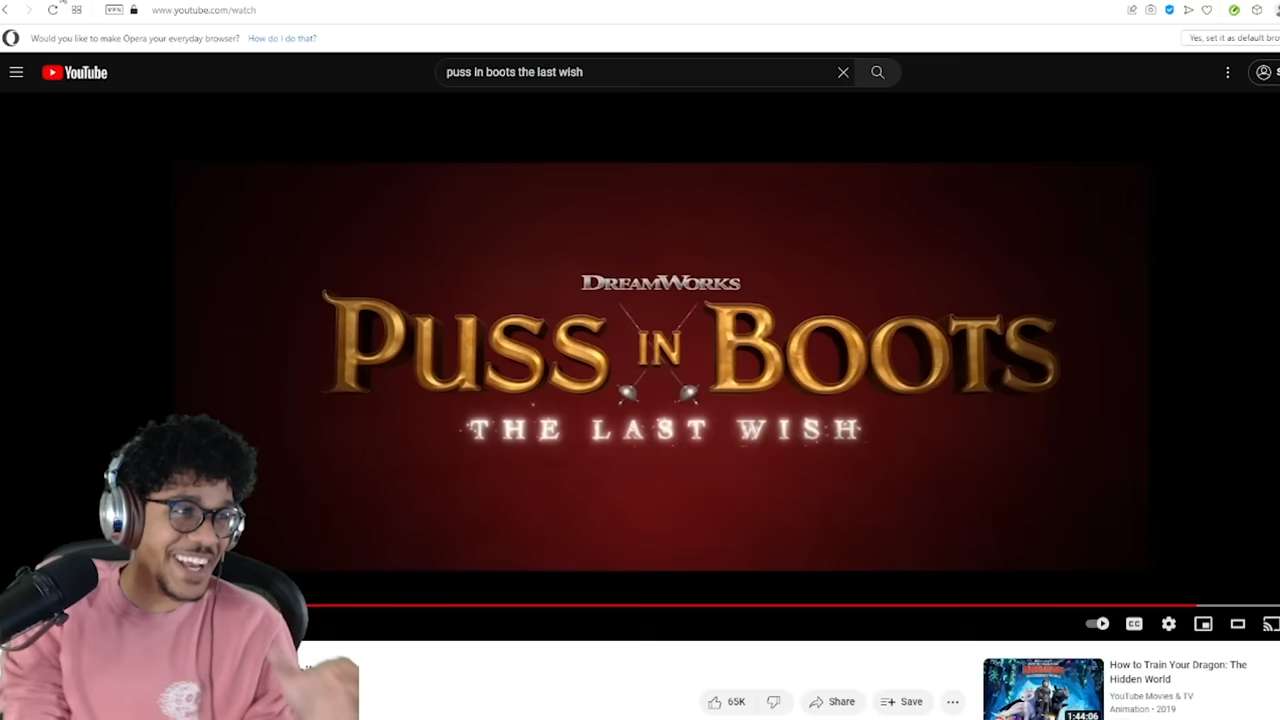 VPN
www.youtube.com/watch
Would you like to make Opera your everyday browser? How do I do that?
Yes, set it as default
YouTube
puss in boots the last wish
DREAMWORKS
PUSS IN BOOTS
THE LAST WISH
CC
How to Train Your Dragon: The
Hidden World
YouTube Movies & TV
Animation • 2019
1:44:06
65K
Share
Save